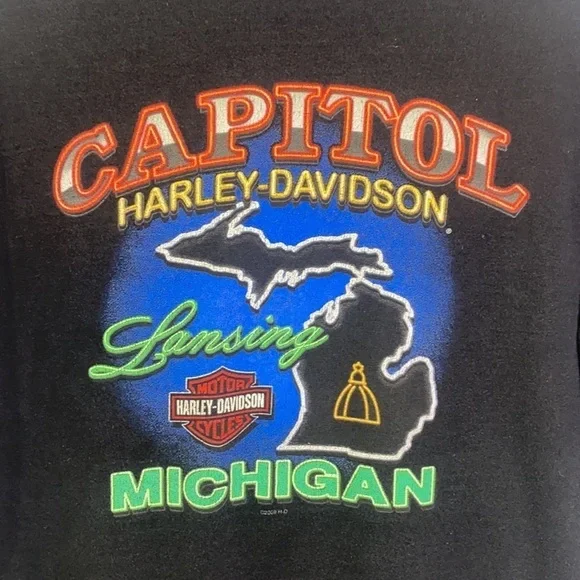 CAPITOL
HARLEY-DAVIDSON®
Lansing
MOTOR
HARLEY-DAVIDSON
CYCLES
MICHIGAN